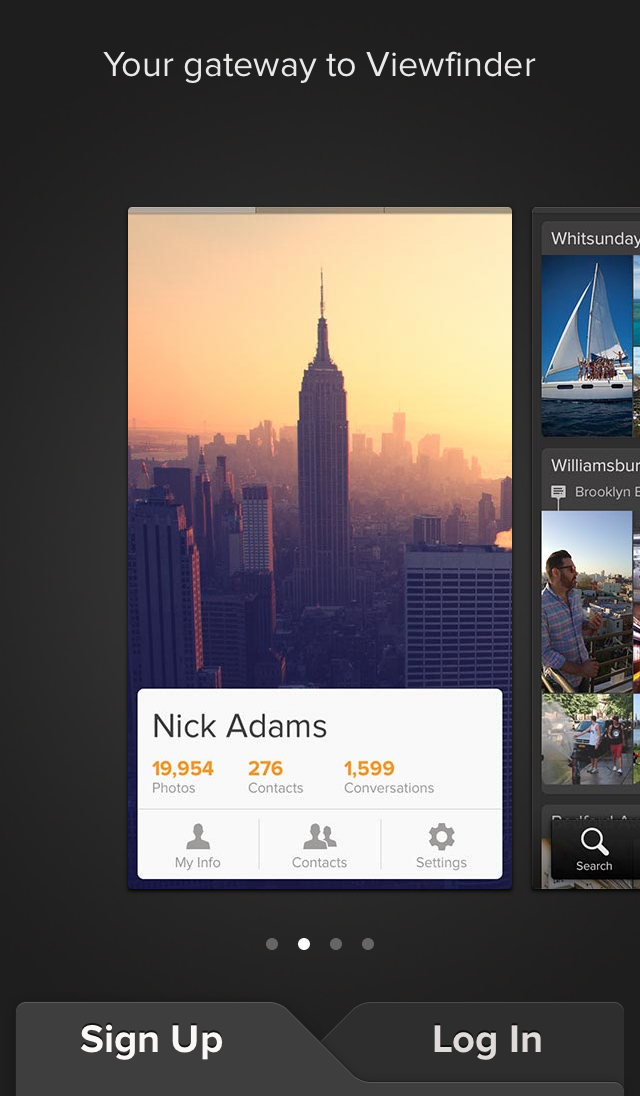 Your gateway to Viewfinder
Whitsunday
Williamsbur
Brooklyn B
Nick Adams
19,954 276 1,599
Photos Contacts Conversations
My Info Contacts Settings
Search
Sign Up Log In